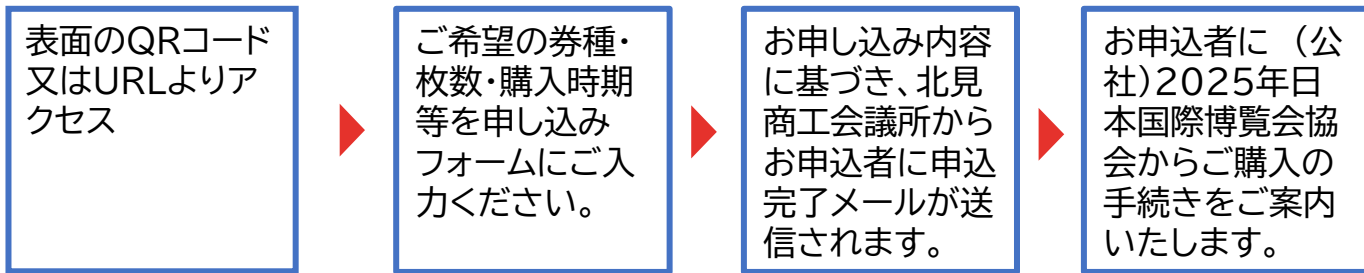 表面のQRコード
又はURLよりア
クセス
ご希望の券種・
枚数・購入時期
等を申し込み
フォームにご入
力ください。
お申し込み内容
に基づき、北見
商工会議所から
お申込者に申込
完了メールが送
信されます。
お申込者に （公
社）2025年日
本国際博覧会協
会からご購入の
手続きをご案内
いたします。